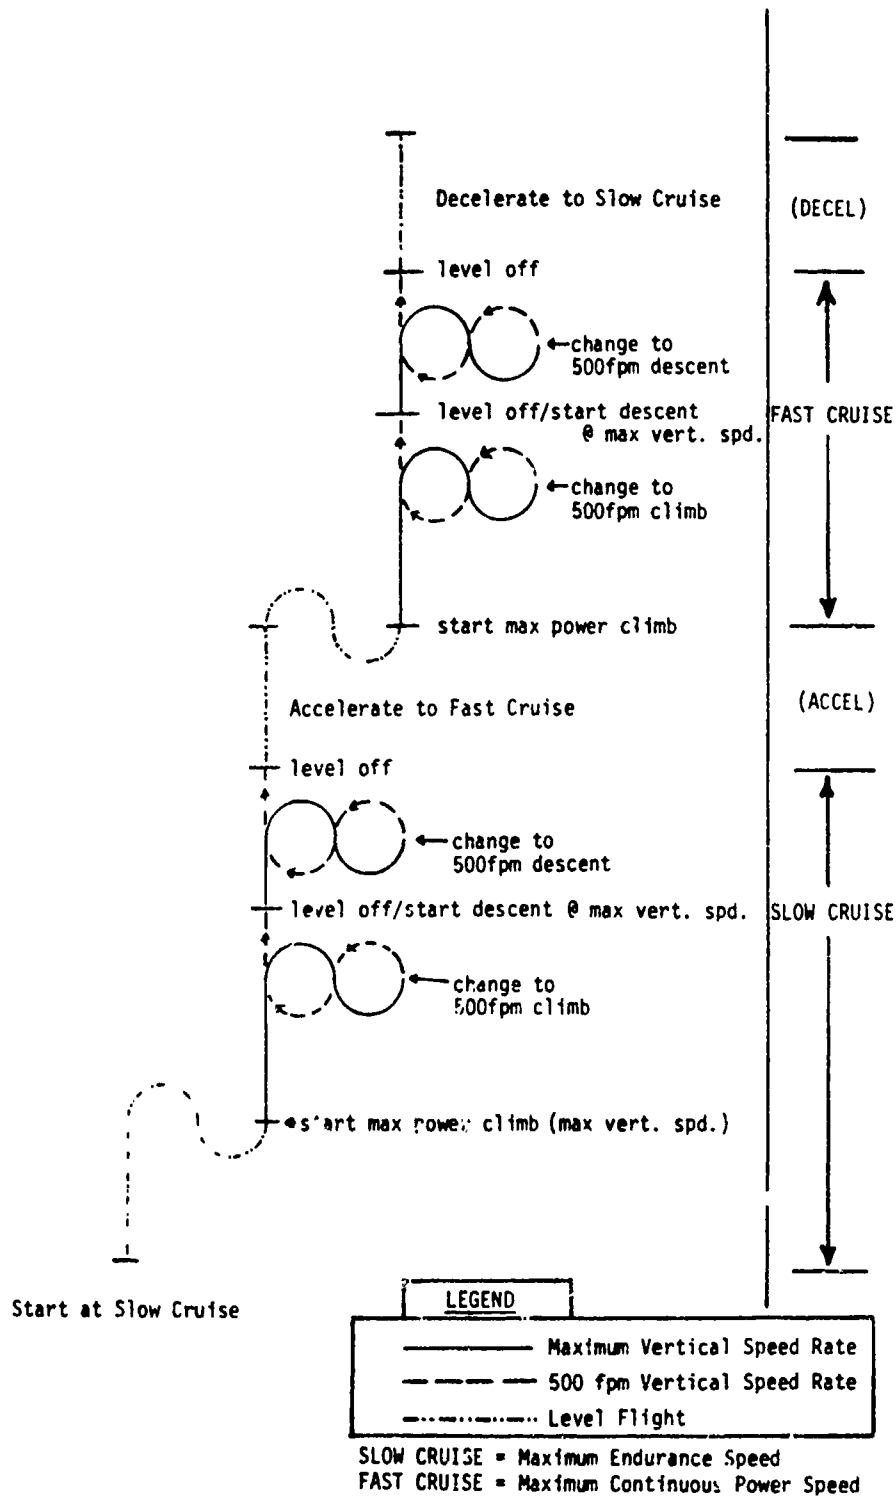 Decelerate to Slow Cruise
(DECEL)
level off
change to
500fpm descent
level off/start descent
@ max vert. spd.
FAST CRUISE
change to
500fpm climb
start max power climb
(ACCEL)
Accelerate to Fast Cruise
level off
change to
500fpm descent
level off/start descent @ max vert. spd.
SLOW CRUISE
change to
500fpm climb
start max power climb (max vert. spd.)
Start at Slow Cruise
LEGEND
Maximum Vertical Speed Rate
500 fpm Vertical Speed Rate
Level Flight
SLOW CRUISE = Maximum Endurance Speed
FAST CRUISE = Maximum Continuous Power Speed